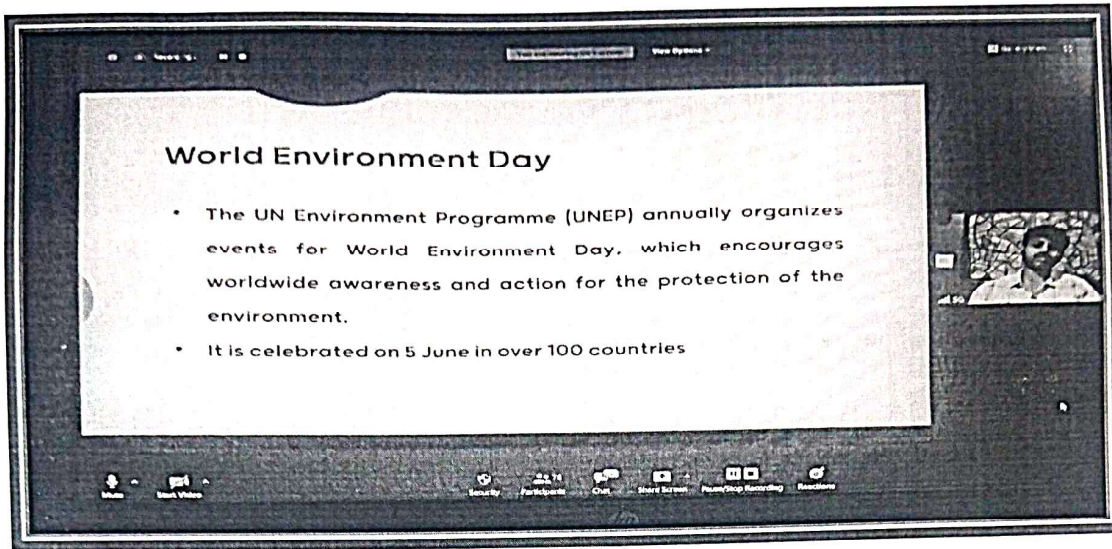 View Options
World Environment Day
• The UN Environment Programme (UNEP) annually organizes
events for World Environment Day, which encourages
worldwide awareness and action for the protection of the
environment.
• It is celebrated on 5 June in over 100 countries
Mute
Start Video
Security
Participants
Chat
Share Screen
Pause/Stop Recording
Reactions
hp